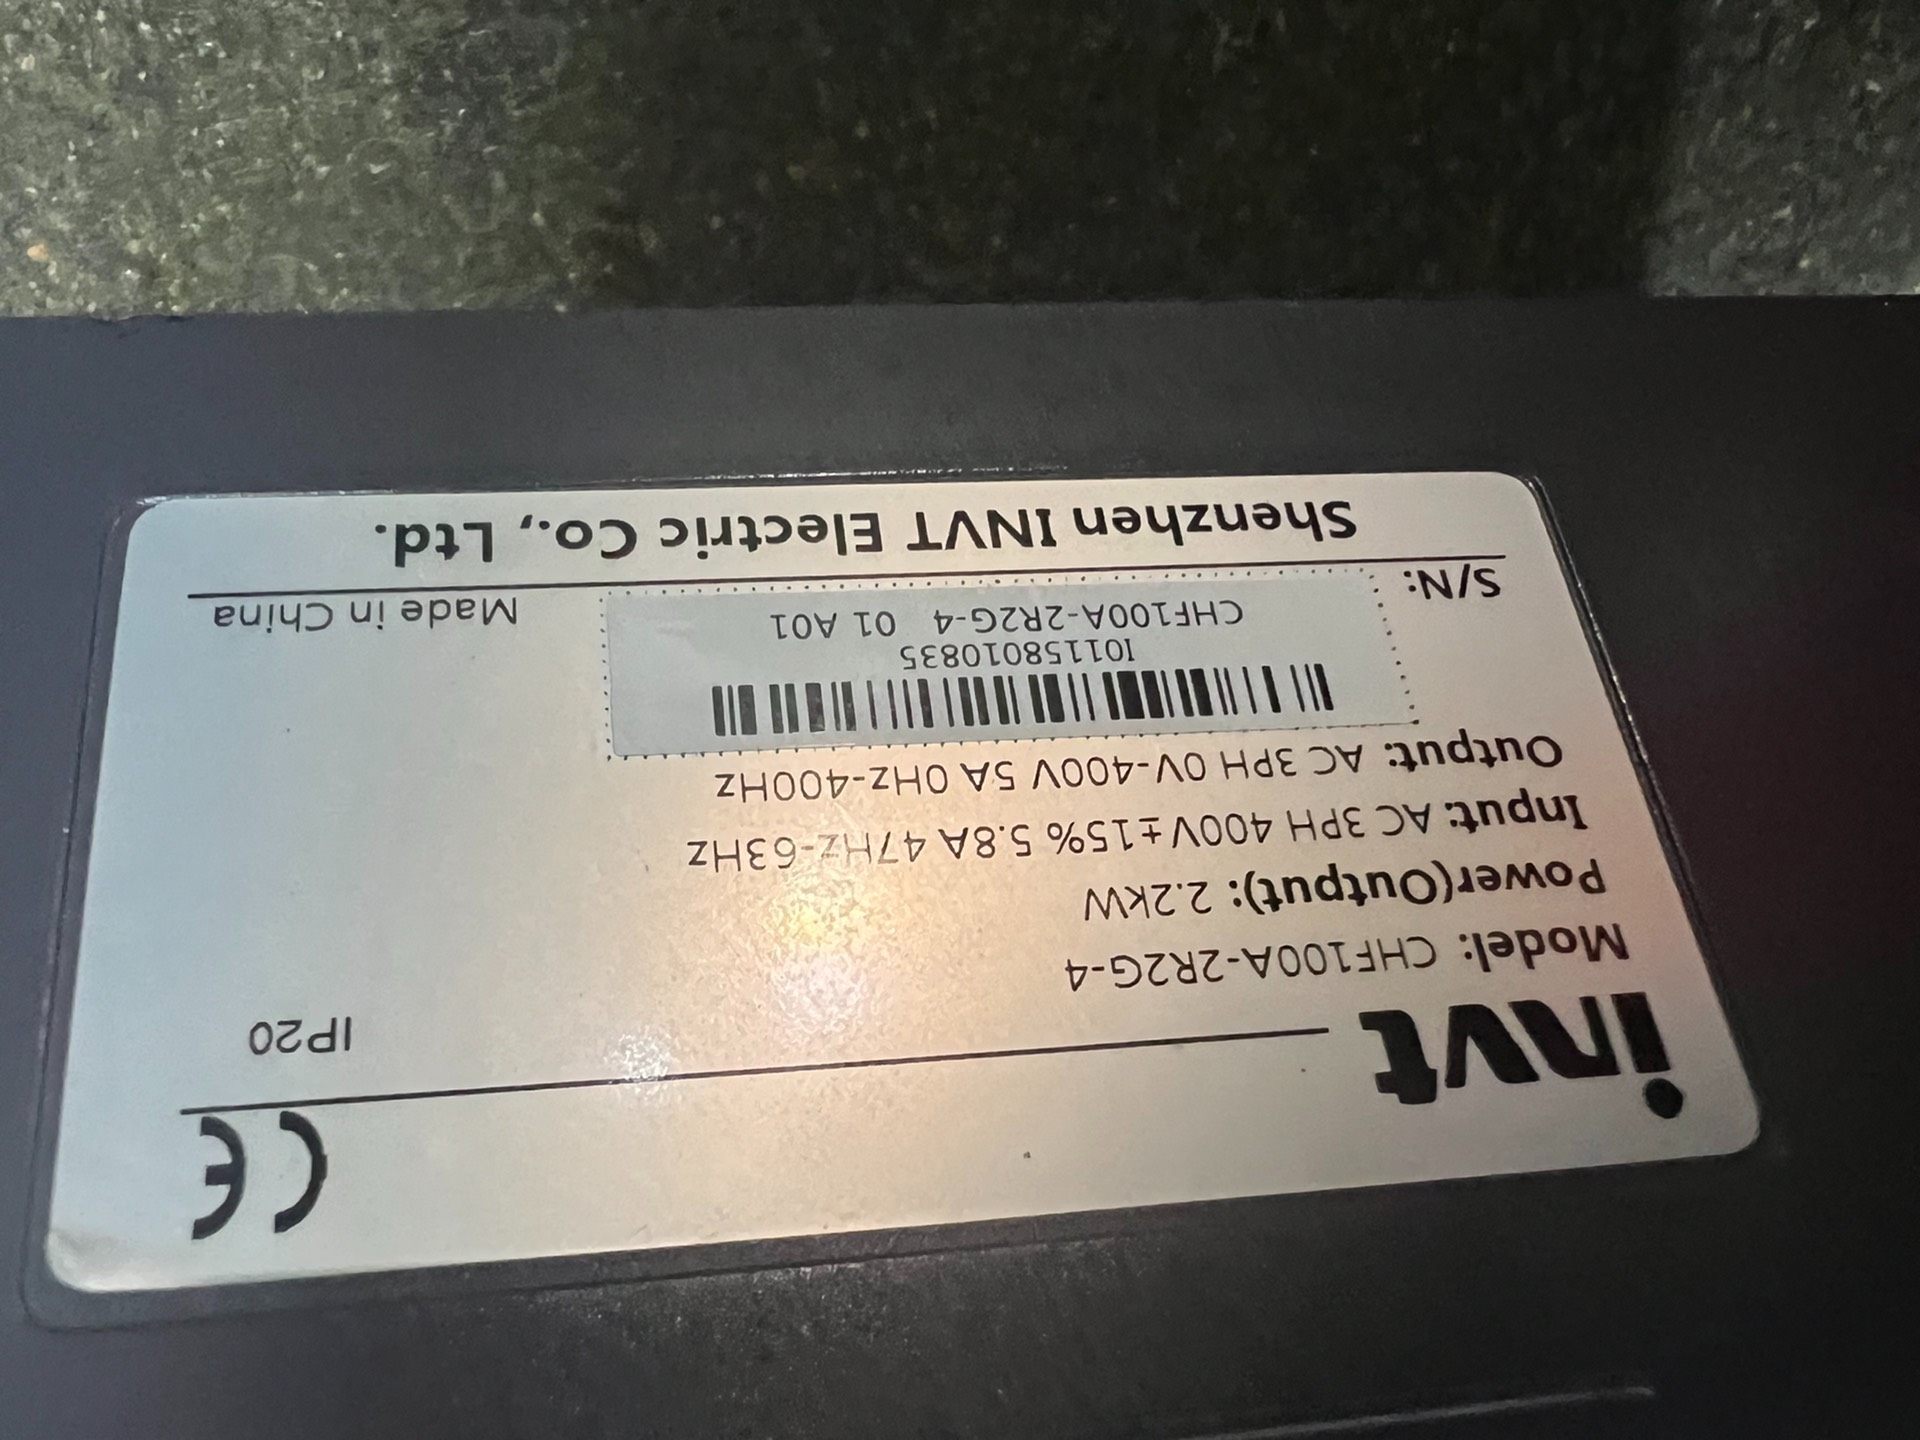 invt
CE
IP20
Model: CHF100A-2R2G-4
Power(Output): 2.2kW
Input: AC 3PH 400V±15% 5.8A 47Hz-63Hz
Output: AC 3PH 0V-400V 5A 0Hz-400Hz
I01158010835
CHF100A-2R2G-4 01 A01
S/N:
Made in China
Shenzhen INVT Electric Co., Ltd.